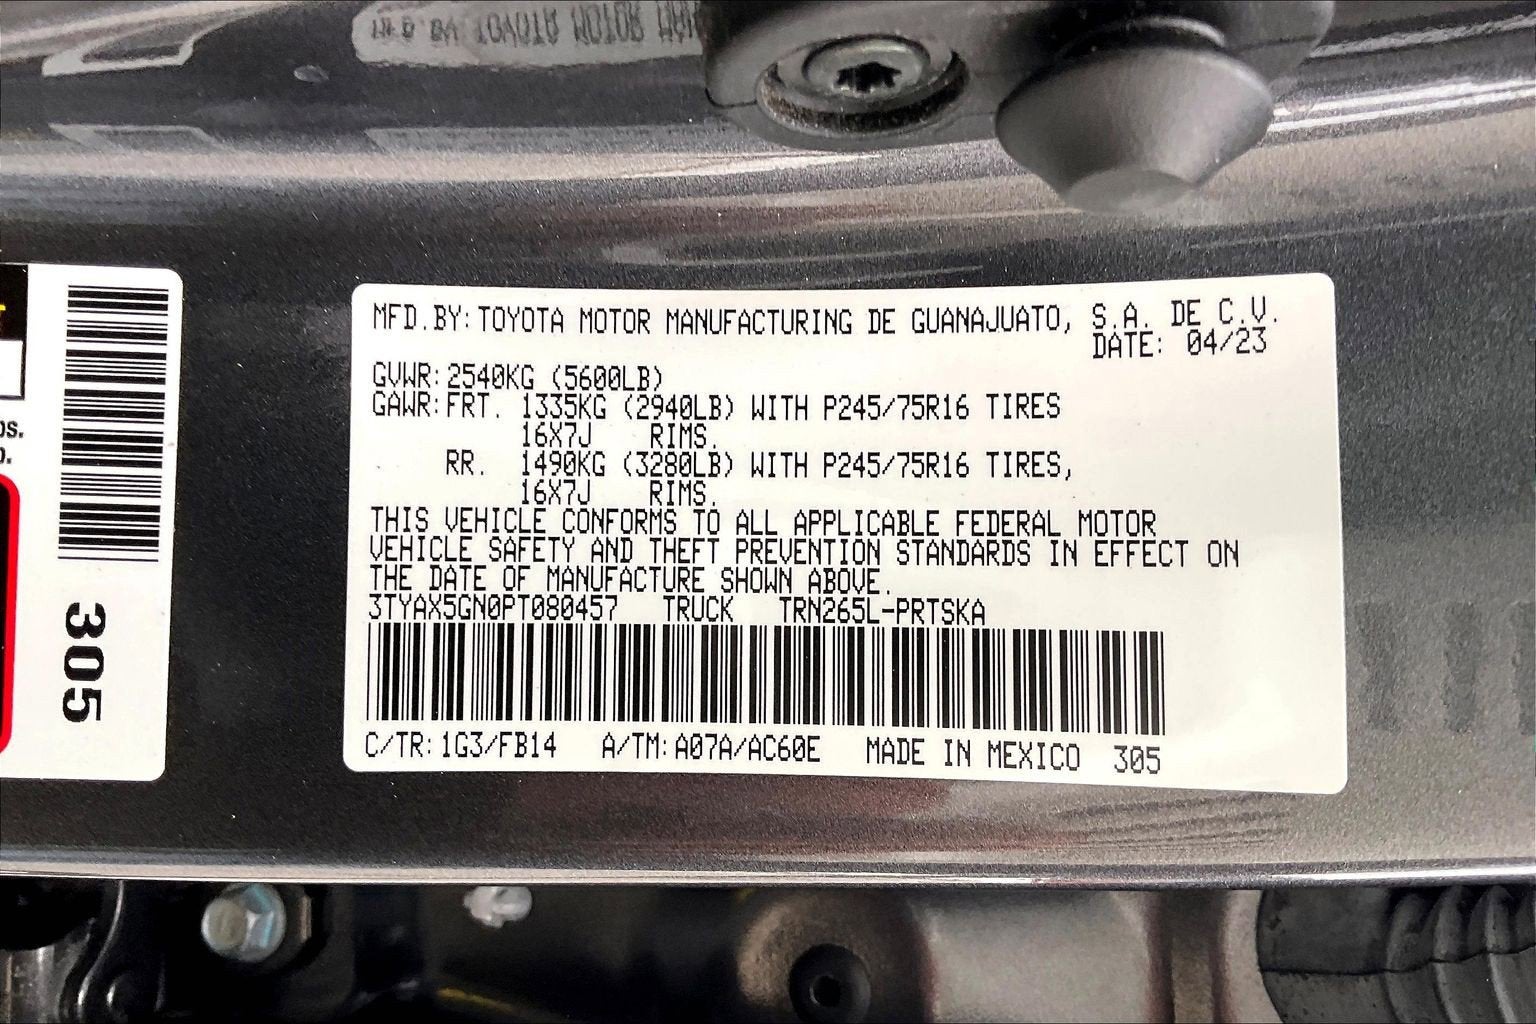 MFD.BY:TOYOTA MOTOR MANUFACTURING DE GUANAJUATO, S.A. DE C.V.
DATE: 04/23
GVWR:2540KG (5600LB)
GAWR:FRT. 1335KG (2940LB) WITH P245/75R16 TIRES
16X7J RIMS.
RR. 1490KG (3280LB) WITH P245/75R16 TIRES,
16X7J RIMS.
THIS VEHICLE CONFORMS TO ALL APPLICABLE FEDERAL MOTOR
VEHICLE SAFETY AND THEFT PREVENTION STANDARDS IN EFFECT ON
THE DATE OF MANUFACTURE SHOWN ABOVE.
3TYAX5GN0PT080457 TRUCK TRN265L-PRTSKA
C/TR:1G3/FB14 A/TM:A07A/AC60E MADE IN MEXICO 305
305